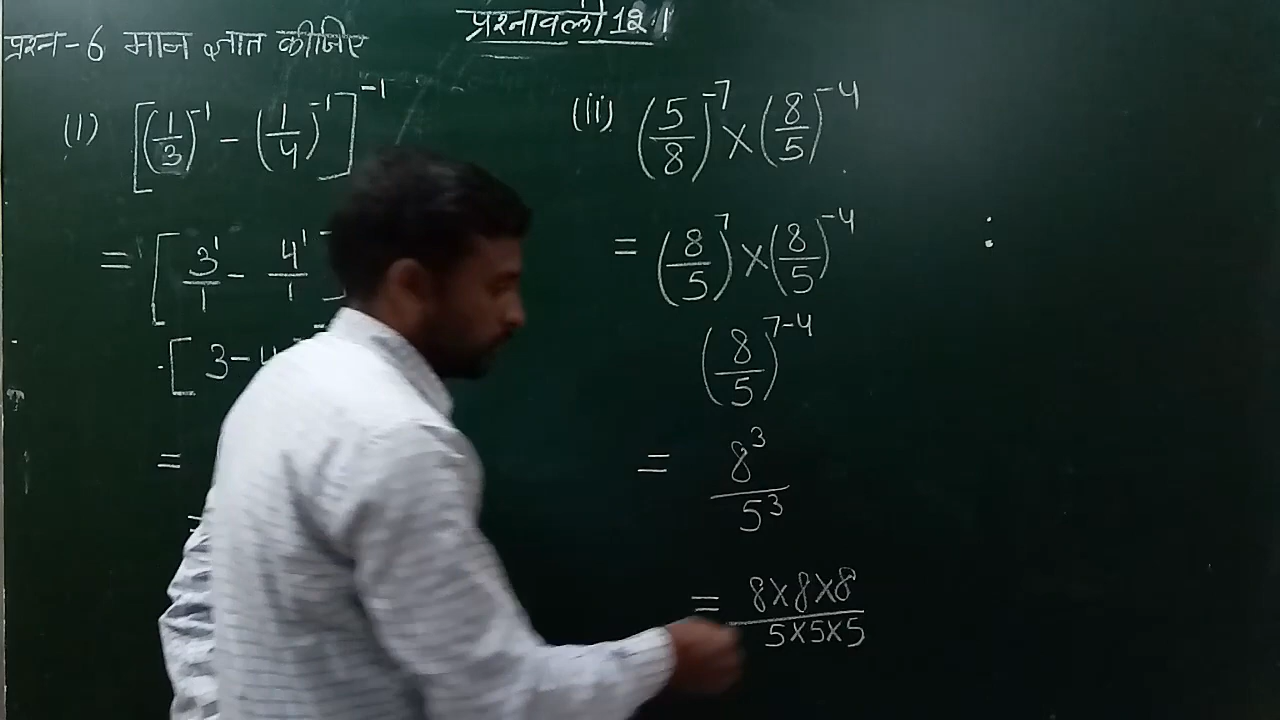 प्रश्नावली 12.1
प्रश्न-6 मान ज्ञात कीजिए
(i) [(1/3)^-1 - (1/4)^-1]^-1
= [3^1/1 - 4^1/1
[3-4
=
=
(ii) (5/8)^-7 × (8/5)^-4
= (8/5)^7 × (8/5)^-4
(8/5)^7-4
= 8^3/5^3
= 8×8×8/5×5×5